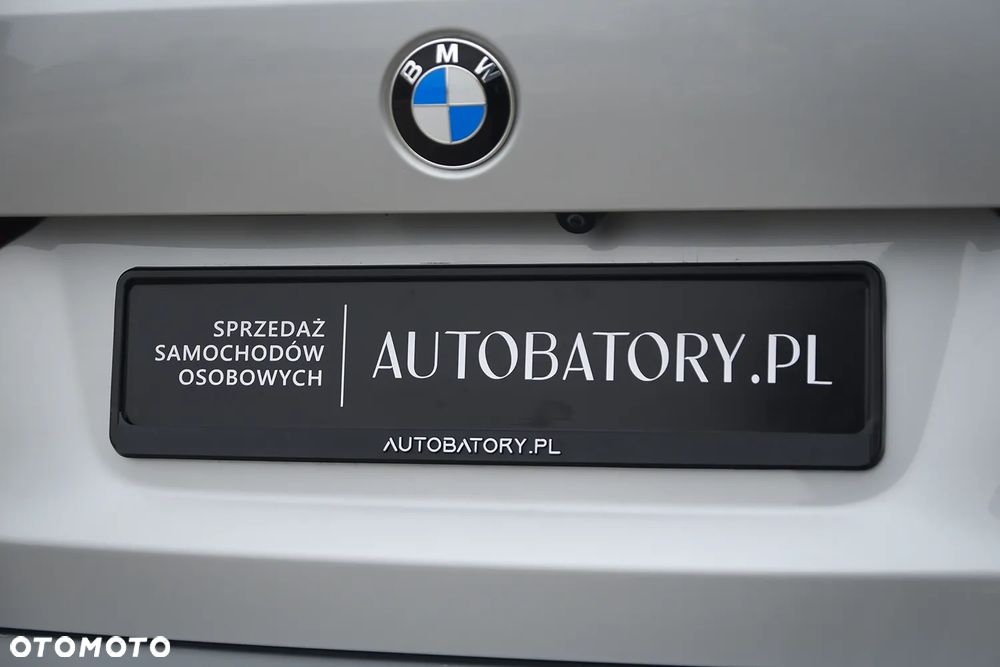 BMW
SPRZEDAŻ
SAMOCHODÓW
OSOBOWYCH
AUTOBATORY.PL
AUTOBATORY.PL
OTOMOTO